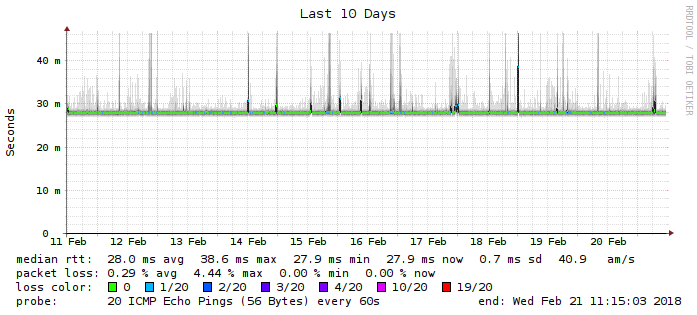 Last 10 Days
RRDTOOL / TOBI OETIKER
Seconds
40 m
30 m
20 m
10 m
0
11 Feb 12 Feb 13 Feb 14 Feb 15 Feb 16 Feb 17 Feb 18 Feb 19 Feb 20 Feb
median rtt: 28.0 ms avg 38.6 ms max 27.9 ms min 27.9 ms now 0.7 ms sd 40.9 am/s
packet loss: 0.29 % avg 4.44 % max 0.00 % min 0.00 % now
loss color: 0 1/20 2/20 3/20 4/20 10/20 19/20
probe: 20 ICMP Echo Pings (56 Bytes) every 60s end: Wed Feb 21 11:15:03 2018